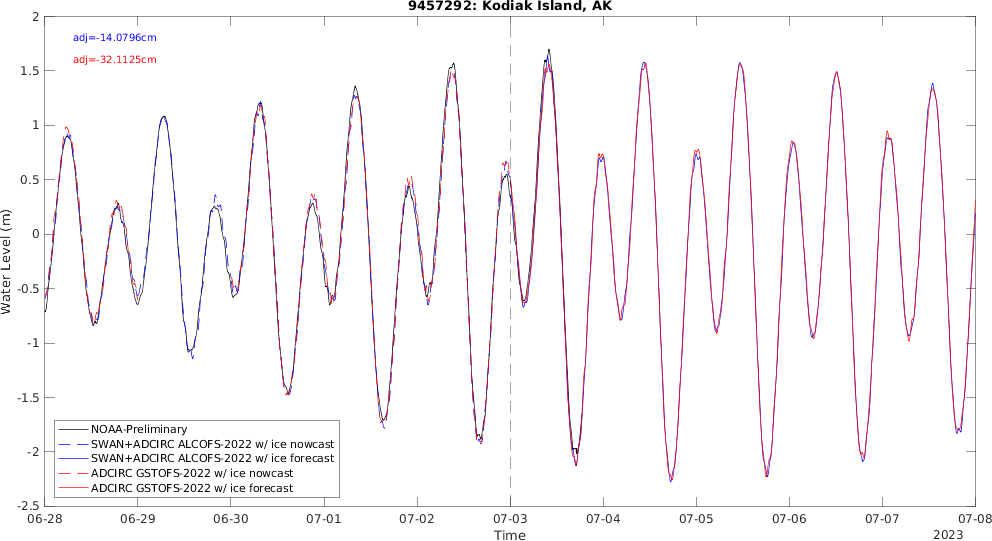 9457292: Kodiak Island, AK
adj=-14.0796cm
adj=-32.1125cm
Water Level (m)
2
1.5
1
0.5
0
-0.5
-1
-1.5
-2
-2.5
NOAA-Preliminary
SWAN+ADCIRC ALCOFS-2022 w/ ice nowcast
SWAN+ADCIRC ALCOFS-2022 w/ ice forecast
ADCIRC GSTOFS-2022 w/ ice nowcast
ADCIRC GSTOFS-2022 w/ ice forecast
06-28 06-29 06-30 07-01 07-02 07-03 07-04 07-05 07-06 07-07 07-08
Time
2023